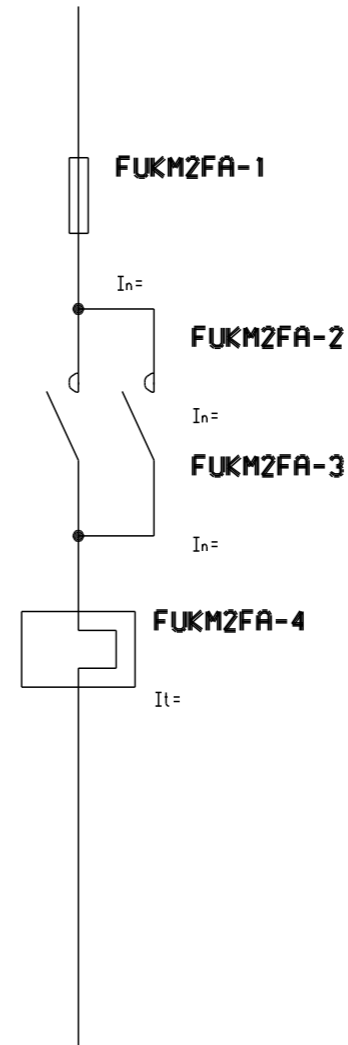 FUKM2FA-1
In=
FUKM2FA-2
In=
FUKM2FA-3
In=
FUKM2FA-4
It=